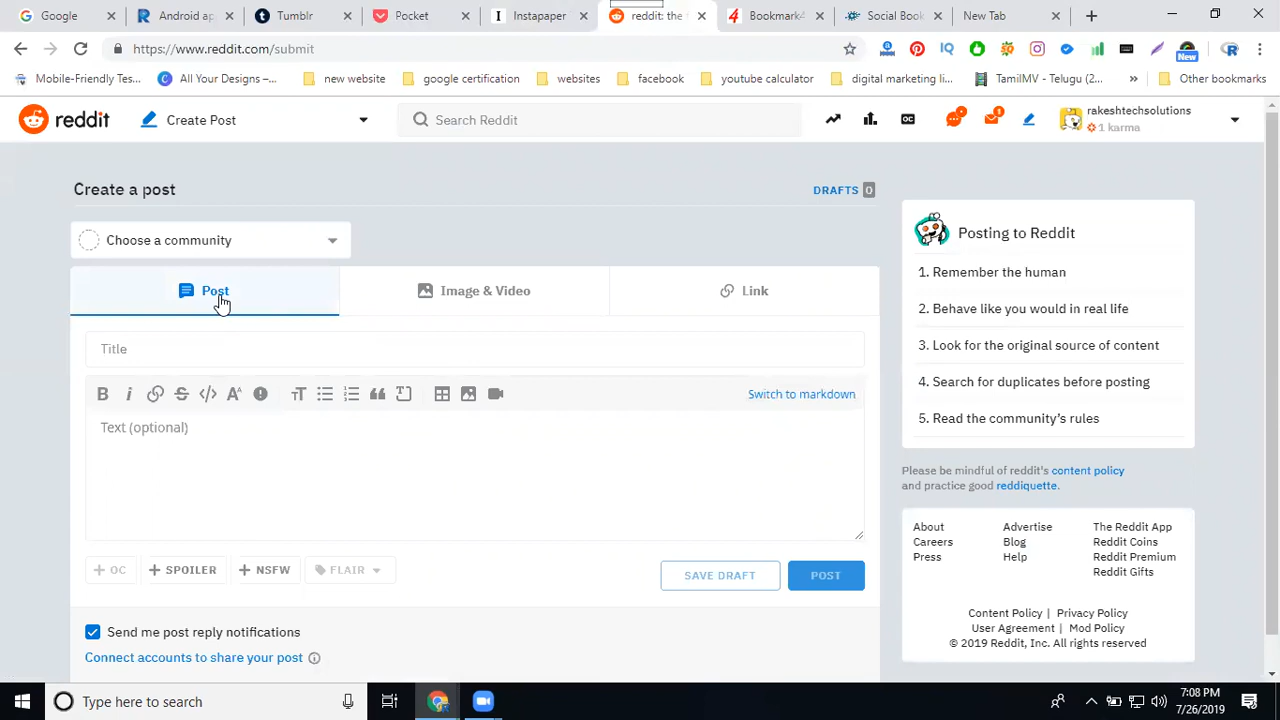 Google
Android ap
Tumblr
Pocket
Instapaper
reddit: the
Bookmark4
Social Book
New Tab
https://www.reddit.com/submit
New
Mobile-Friendly Tes...
All Your Designs –...
new website
google certification
websites
facebook
youtube calculator
digital marketing li...
TamilMV - Telugu (2...
Other bookmarks
reddit
Create Post
Search Reddit
rakeshtechsolutions
1 karma
Create a post
DRAFTS 0
Choose a community
Post
Image & Video
Link
Title
Switch to markdown
Text (optional)
+ OC
+ SPOILER
+ NSFW
FLAIR
SAVE DRAFT
POST
Send me post reply notifications
Connect accounts to share your post
Posting to Reddit
1. Remember the human
2. Behave like you would in real life
3. Look for the original source of content
4. Search for duplicates before posting
5. Read the community's rules
Please be mindful of reddit's content policy
and practice good reddiquette.
About
Advertise
The Reddit App
Careers
Blog
Reddit Coins
Press
Help
Reddit Premium
Reddit Gifts
Content Policy | Privacy Policy |
User Agreement | Mod Policy
© 2019 Reddit, Inc. All rights reserved
Type here to search
7:08 PM
7/26/2019